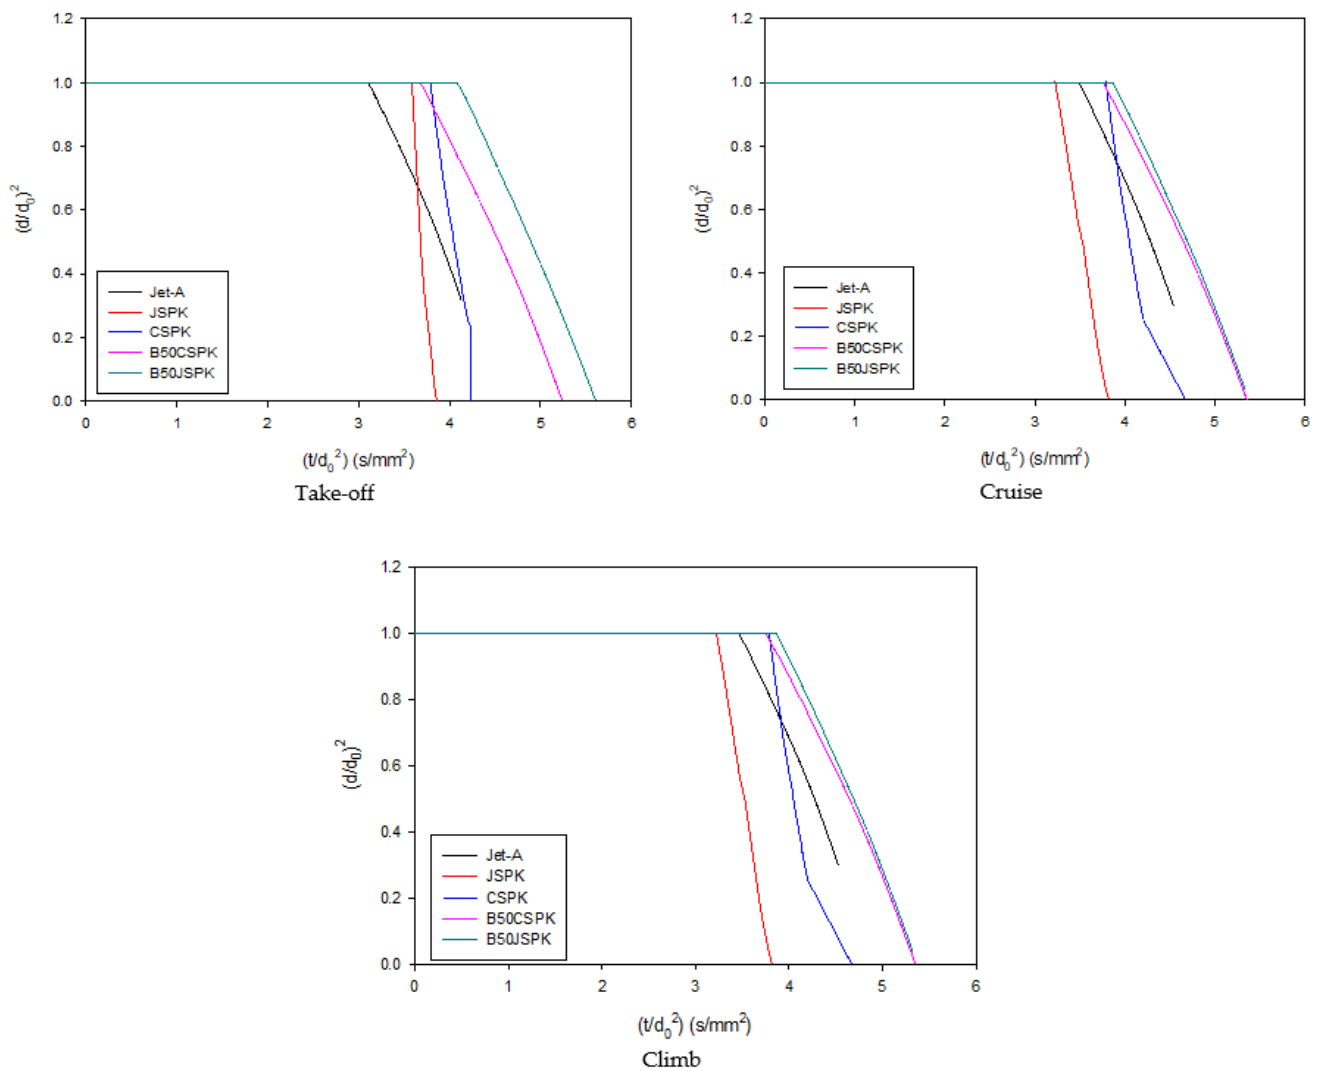 1.2
1.0
0.8
0.6
0.4
0.2
0.0
(d/d₀)²
Jet-A
JSPK
CSPK
B50CSPK
B50JSPK
0 1 2 3 4 5 6
(t/d₀²) (s/mm²)
Take-off
1.2
1.0
0.8
0.6
0.4
0.2
0.0
(d/d₀)²
Jet-A
JSPK
CSPK
B50CSPK
B50JSPK
0 1 2 3 4 5 6
(t/d₀²) (s/mm²)
Cruise
1.2
1.0
0.8
0.6
0.4
0.2
0.0
(d/d₀)²
Jet-A
JSPK
CSPK
B50CSPK
B50JSPK
0 1 2 3 4 5 6
(t/d₀²) (s/mm²)
Climb